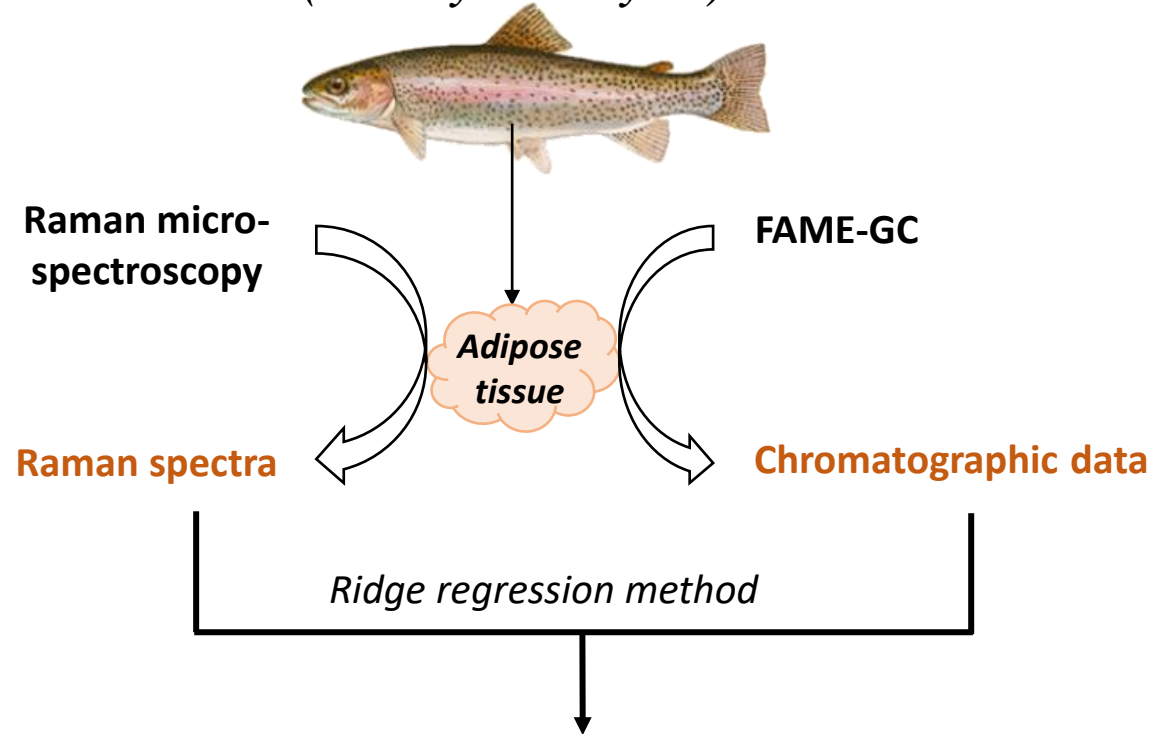 Raman micro-
spectroscopy
FAME-GC
Adipose
tissue
Raman spectra
Chromatographic data
Ridge regression method